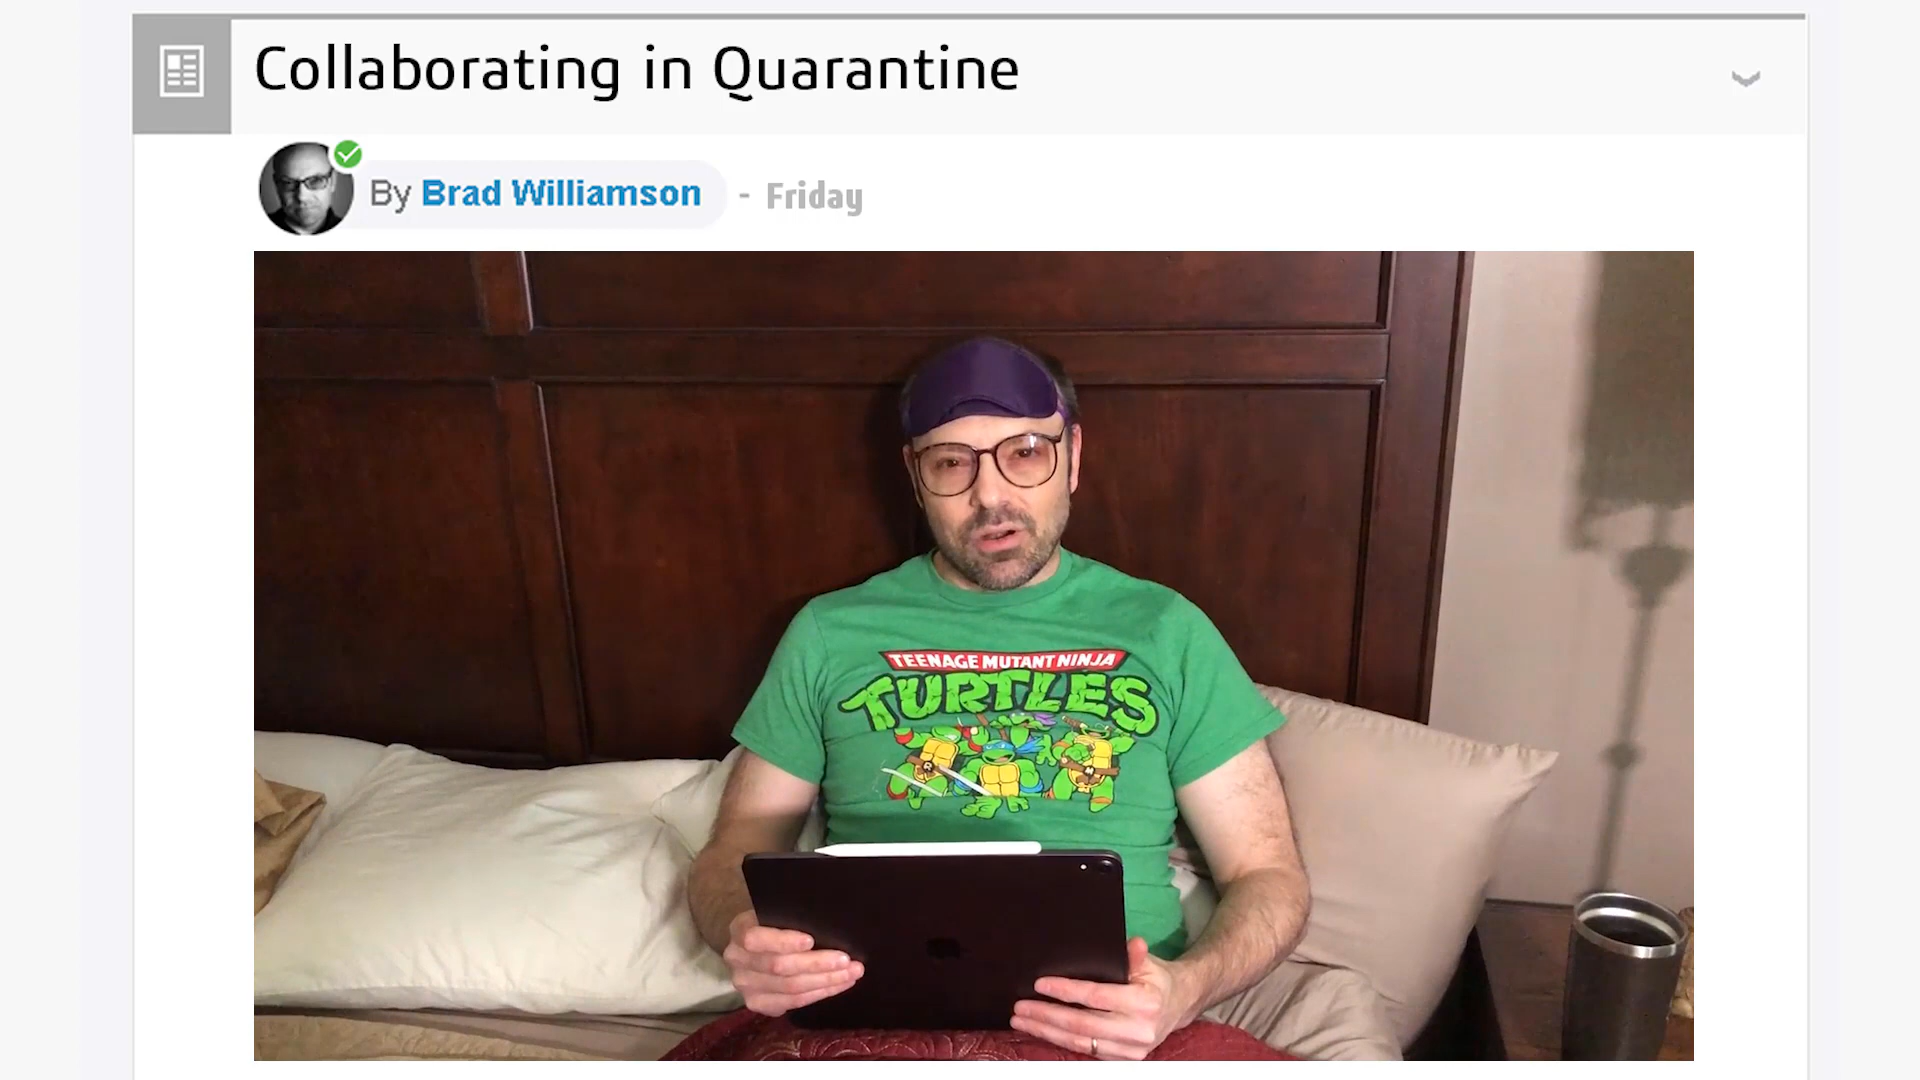 Collaborating in Quarantine
By Brad Williamson - Friday
TEENAGE MUTANT NINJA
TURTLES